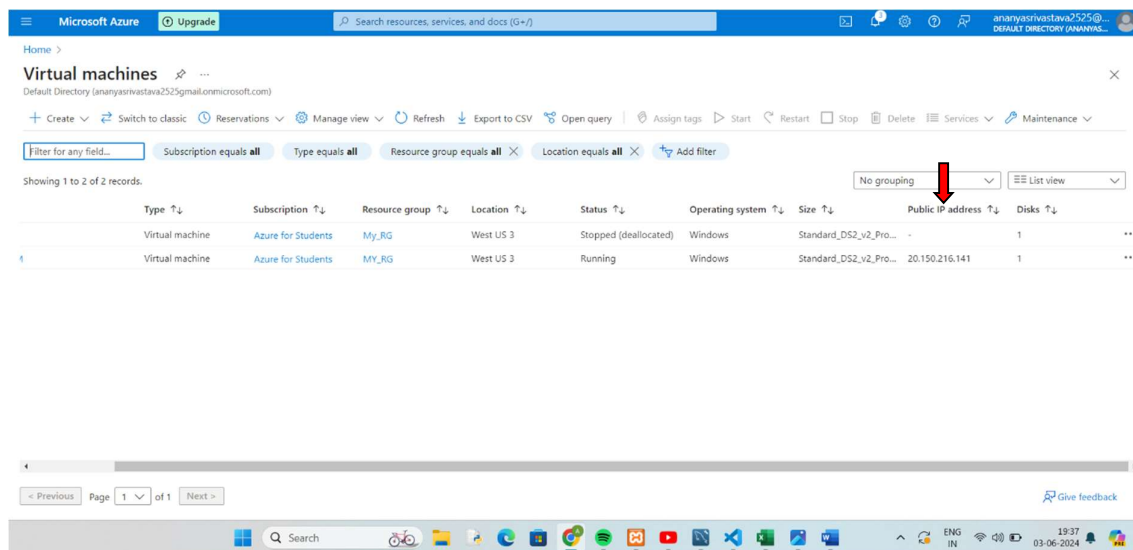 Microsoft Azure Upgrade Search resources, services, and docs (G+/) ananyasrivastava2525@...
DEFAULT DIRECTORY (ANANYAS...
Home >
Virtual machines ...
Default Directory (ananyasrivastava2525gmail.onmicrosoft.com)
Create Switch to classic Reservations Manage view Refresh Export to CSV Open query Assign tags Start Restart Stop Delete Services Maintenance
Filter for any field... Subscription equals all Type equals all Resource group equals all Location equals all Add filter
Showing 1 to 2 of 2 records. No grouping List view
Type Subscription Resource group Location Status Operating system Size Public IP address Disks
Virtual machine Azure for Students My_RG West US 3 Stopped (deallocated) Windows Standard_DS2_v2_Pro... - 1
Virtual machine Azure for Students MY_RG West US 3 Running Windows Standard_DS2_v2_Pro... 20.150.216.141 1
< Previous Page 1 of 1 Next > Give feedback
Search ENG 19:37
IN 03-06-2024